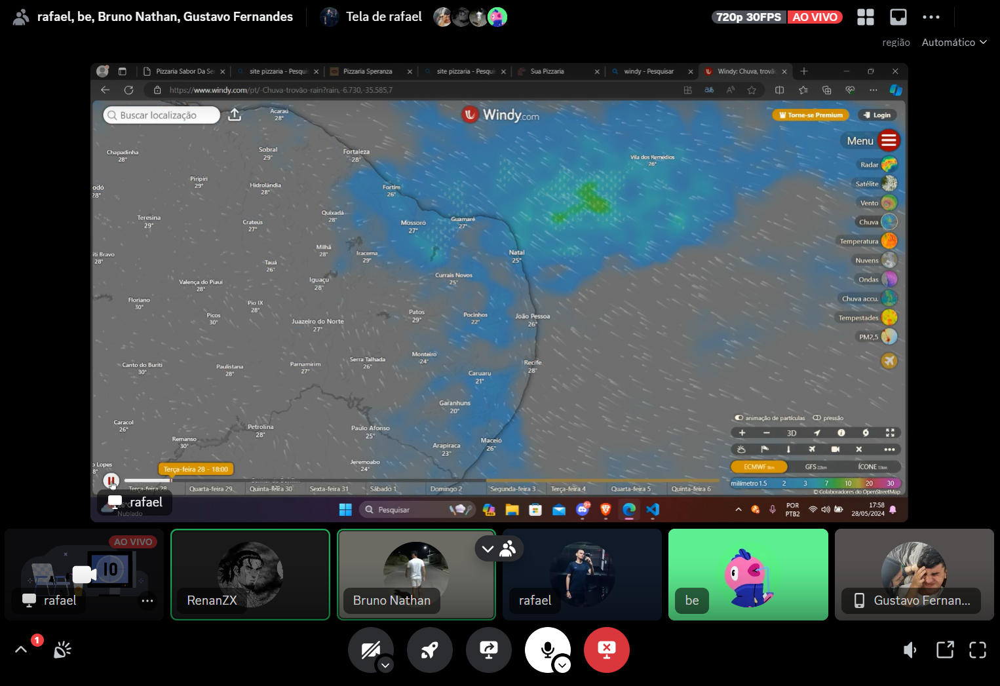 rafael, be, Bruno Nathan, Gustavo Fernandes
Tela de rafael
720p 30FPS AO VIVO
região Automático
Pizzaria Sabor Da Se
site pizzaria - Pesqui
Pizzaria Speranza
site pizzaria - Pesqui
Sua Pizzaria
windy - Pesquisar
Windy: Chuva, trovã
https://www.windy.com/pt/-Chuva-trovão-rain?rain,-6.730,-35.585,7
Buscar localização
Windy.com
Torne-se Premium
Login
Menu
Acaraú
28°
Chapadinha
28°
Sobral
29°
Fortaleza
28°
Vila dos Remédios
26°
Radar
Piripiri
29°
Hidrolândia
28°
Fortim
26°
Satélite
odó
28°
Vento
Teresina
29°
Crateús
27°
Quixadá
28°
Mossoró
27°
Guamaré
27°
Chuva
Temperatura
iti Bravo
28°
Milhã
28°
Iracema
29°
Natal
25°
Nuvens
Tauá
26°
Valença do Piauí
28°
Iguaçu
28°
Currais Novos
25°
Ondas
Floriano
30°
Pio IX
28°
Chuva accu.
Picos
30°
Juazeiro do Norte
27°
Patos
29°
Pocinhos
22°
João Pessoa
26°
Tempestades
PM2,5
Canto do Buriti
30°
Paulistana
28°
Parnamirim
27°
Serra Talhada
26°
Monteiro
24°
Recife
28°
Caruaru
21°
Garanhuns
20°
Caracol
26°
Petrolina
28°
Paulo Afonso
25°
animação de partículas
pressão
3D
Remanso
30°
Arapiraca
23°
Maceió
26°
o Lopes
8°
Jeremoabo
24°
Terça-feira 28 - 18:00
ECMWF 9km GFS 22km ÍCONE 13km
milímetro 1.5 2 3 7 10 20 30
© Colaboradores do OpenStreetMap
Terça-feira 28
Quarta-feira 29
Quinta-feira 30
Sexta-feira 31
Sábado 1
Domingo 2
Segunda-feira 3
Terça-feira 4
Quarta-feira 5
Quinta-feira 6
rafael
Nublado
Pesquisar
POR
PTB2
17:58
28/05/2024
AO VIVO
10
rafael
RenanZX
Bruno Nathan
rafael
be
Gustavo Fernan...
1